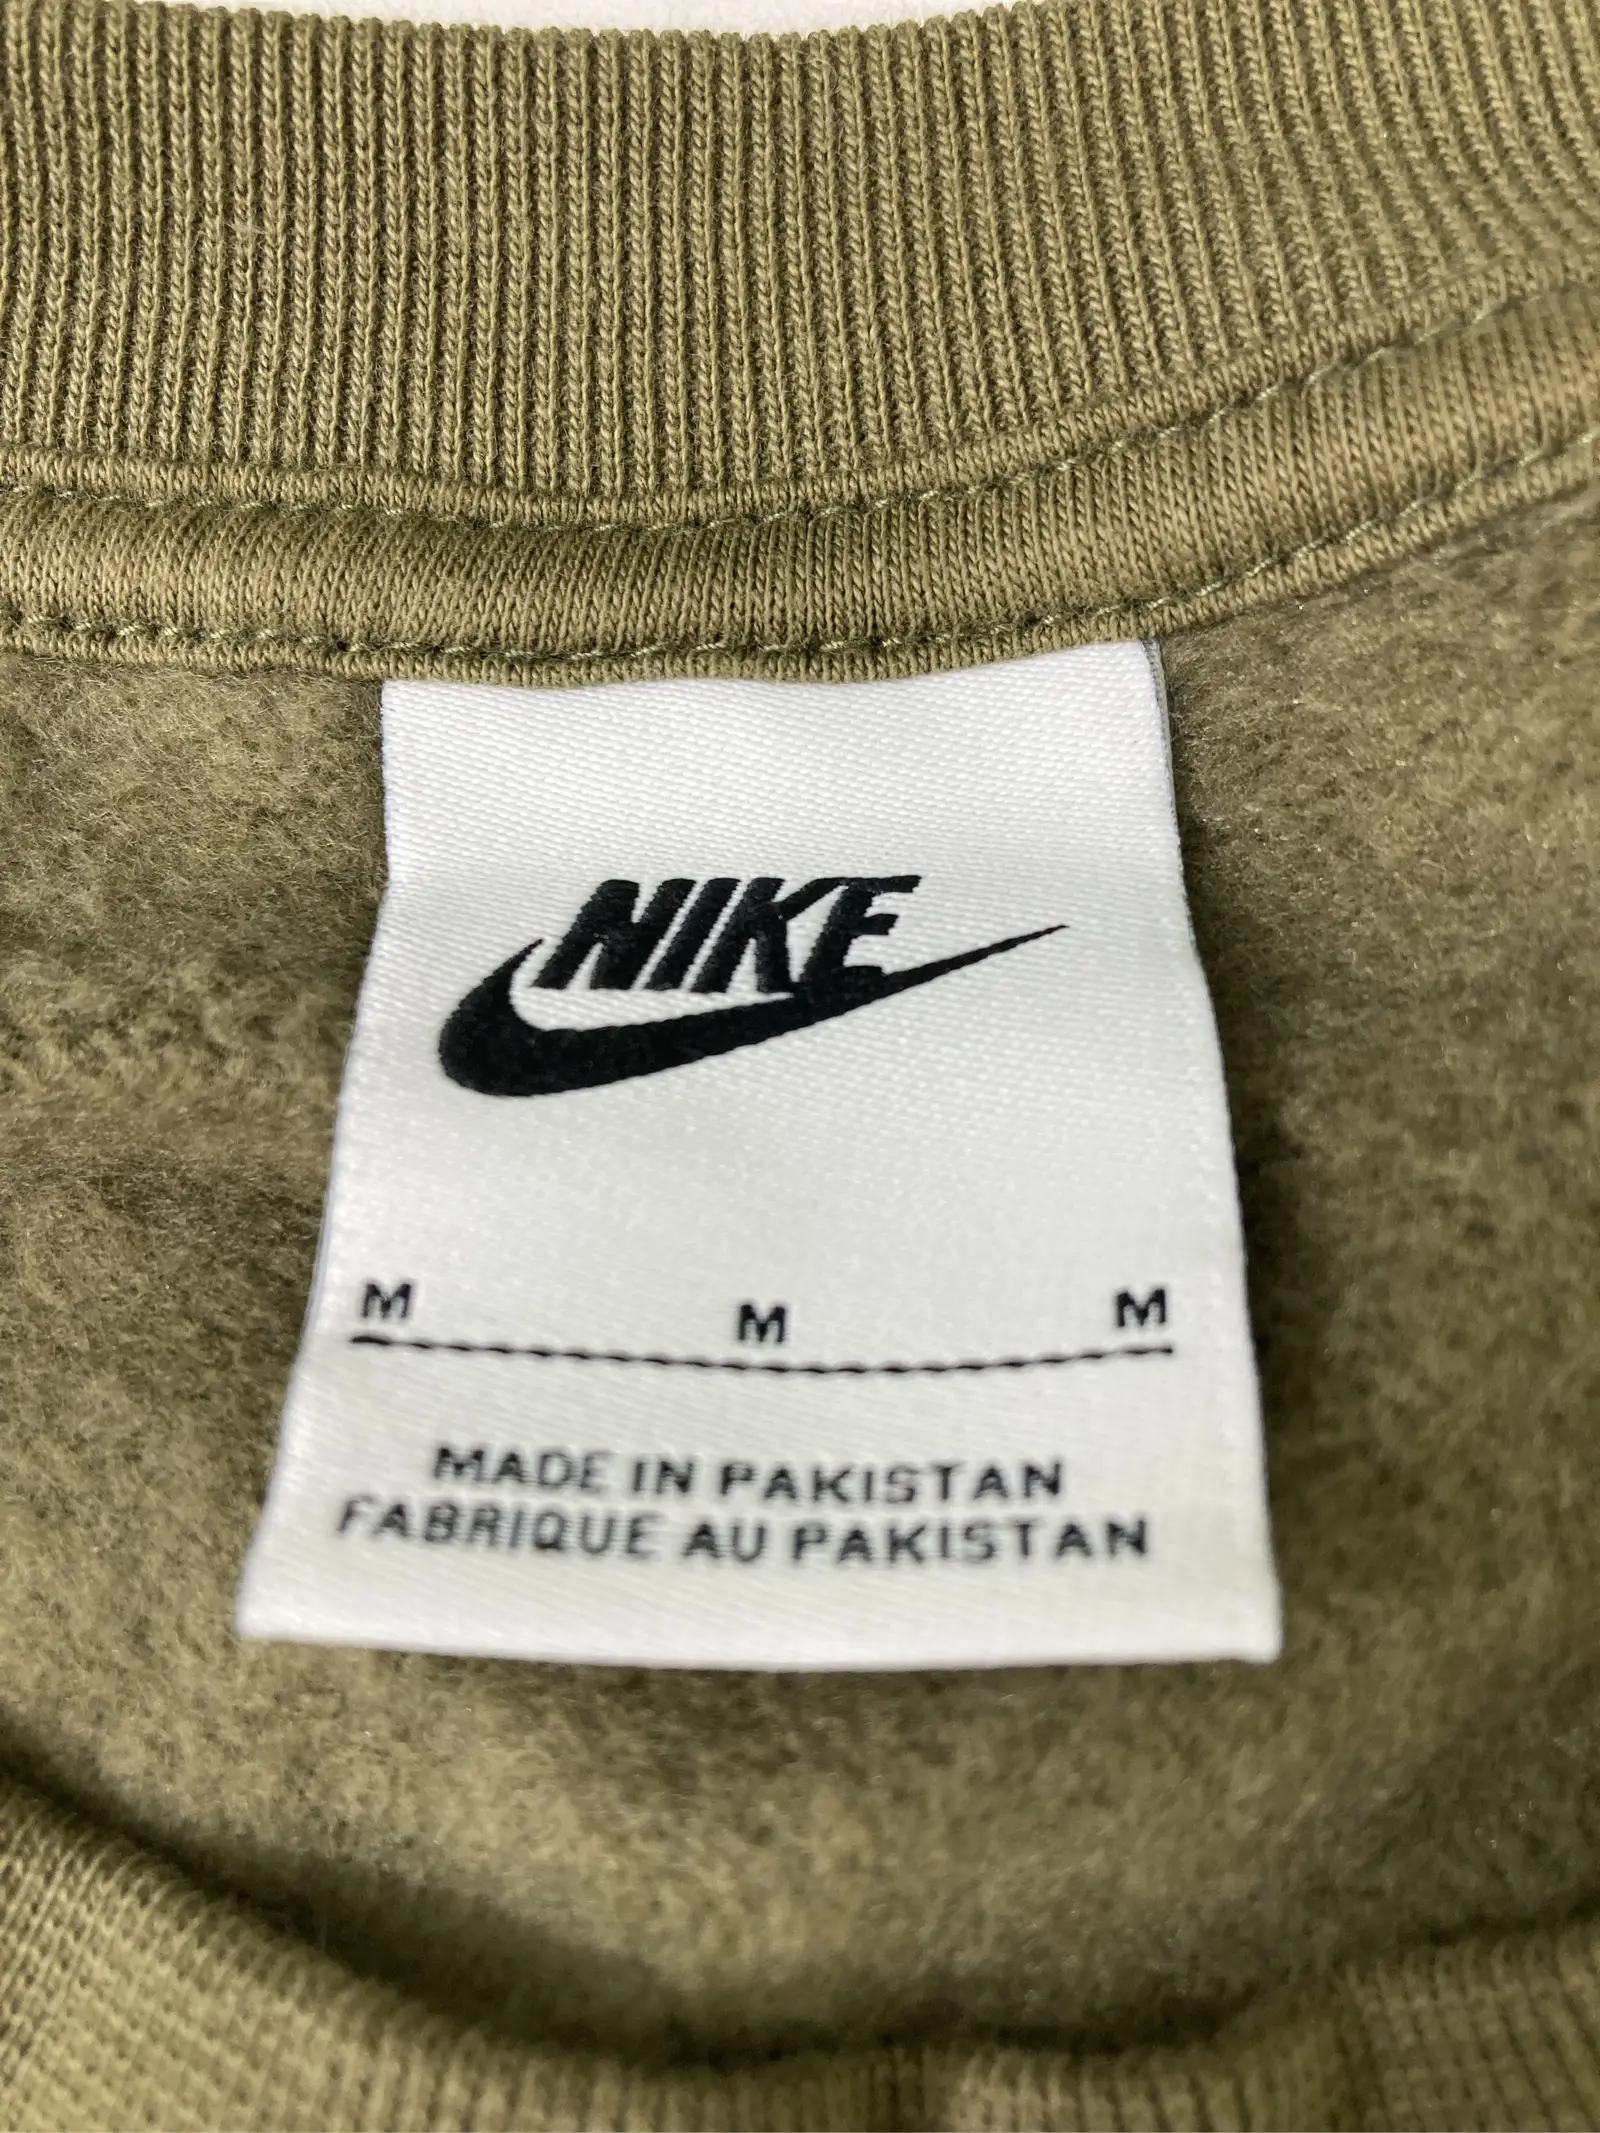 NIKE
M M M
MADE IN PAKISTAN
FABRIQUE AU PAKISTAN